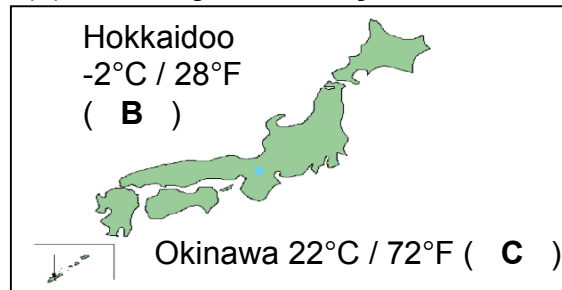 Hokkaidoo
-2°C / 28°F
( B )
Okinawa 22°C / 72°F ( C )